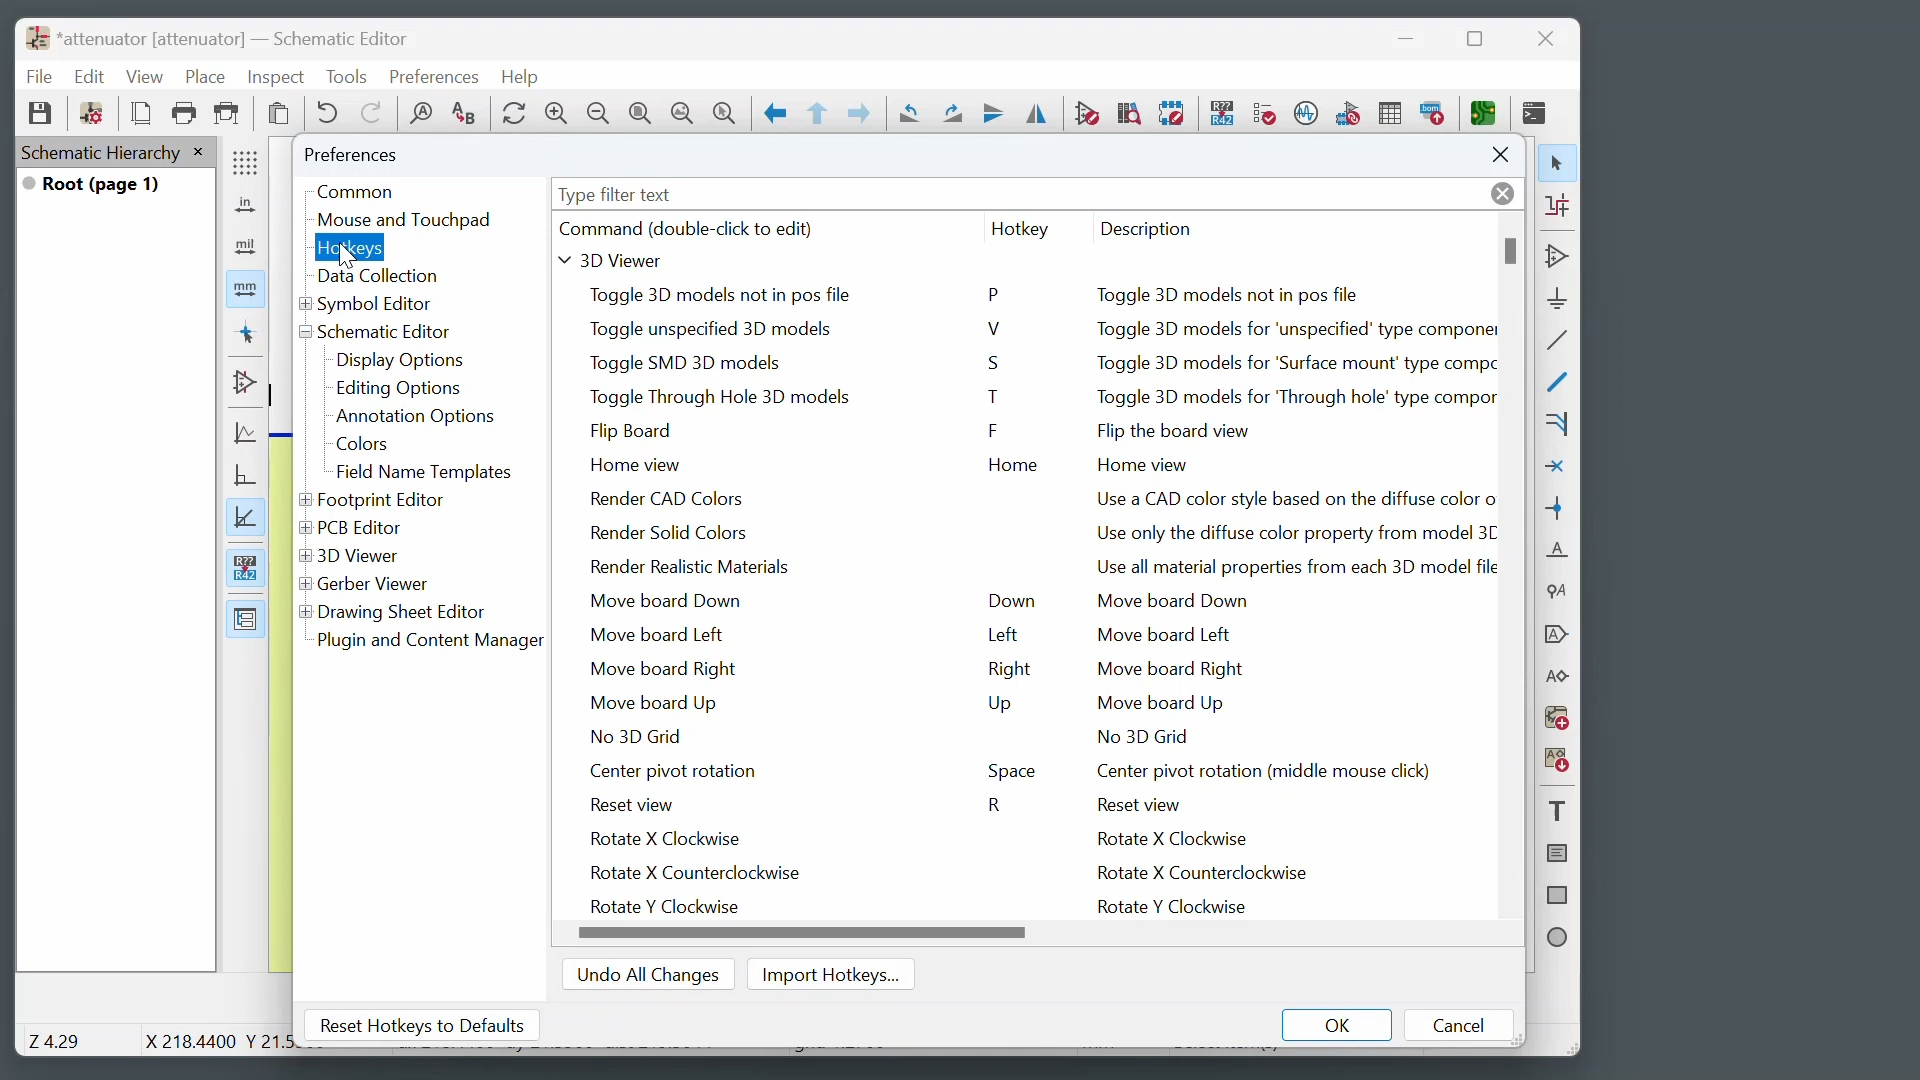 *attenuator [attenuator] — Schematic Editor
File Edit View Place Inspect Tools Preferences Help
Schematic Hierarchy ×
Root (page 1)
in
mil
mm
R??
R42
Preferences
Common
Mouse and Touchpad
Hotkeys
Data Collection
Symbol Editor
Schematic Editor
Display Options
Editing Options
Annotation Options
Colors
Field Name Templates
Footprint Editor
PCB Editor
3D Viewer
Gerber Viewer
Drawing Sheet Editor
Plugin and Content Manager
Type filter text
Command (double-click to edit) Hotkey Description
3D Viewer
Toggle 3D models not in pos file P Toggle 3D models not in pos file
Toggle unspecified 3D models V Toggle 3D models for 'unspecified' type componen
Toggle SMD 3D models S Toggle 3D models for 'Surface mount' type compo
Toggle Through Hole 3D models T Toggle 3D models for 'Through hole' type compor
Flip Board F Flip the board view
Home view Home Home view
Render CAD Colors Use a CAD color style based on the diffuse color o
Render Solid Colors Use only the diffuse color property from model 3D
Render Realistic Materials Use all material properties from each 3D model file
Move board Down Down Move board Down
Move board Left Left Move board Left
Move board Right Right Move board Right
Move board Up Up Move board Up
No 3D Grid No 3D Grid
Center pivot rotation Space Center pivot rotation (middle mouse click)
Reset view R Reset view
Rotate X Clockwise Rotate X Clockwise
Rotate X Counterclockwise Rotate X Counterclockwise
Rotate Y Clockwise Rotate Y Clockwise
Undo All Changes Import Hotkeys...
Reset Hotkeys to Defaults OK Cancel
Z 4.29 X 218.4400 Y 21.5